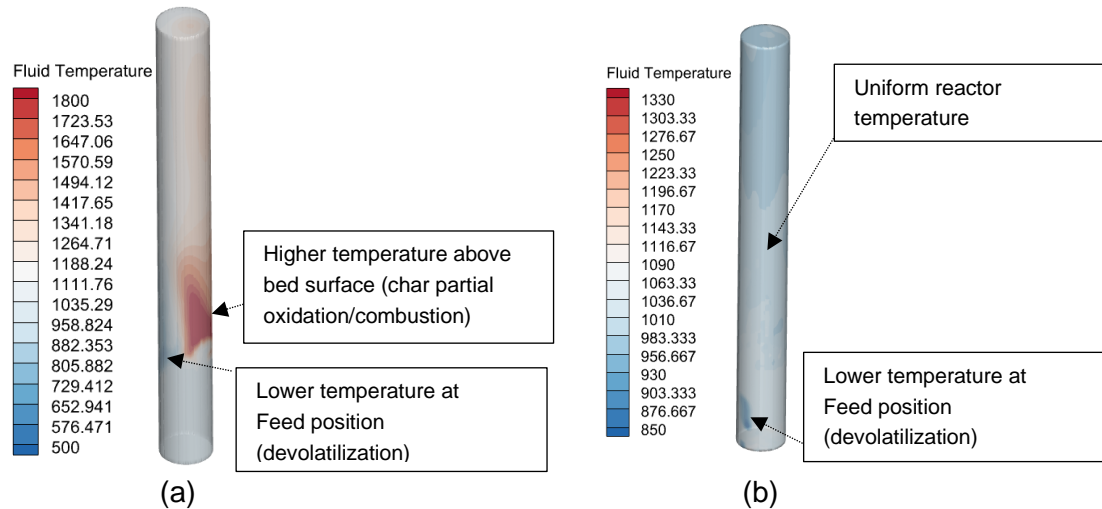 Fluid Temperature
1800
1723.53
1647.06
1570.59
1494.12
1417.65
1341.18
1264.71
1188.24
1111.76
1035.29
958.824
882.353
805.882
729.412
652.941
576.471
500
Higher temperature above
bed surface (char partial
oxidation/combustion)
Lower temperature at
Feed position
(devolatilization)
(a)
Fluid Temperature
1330
1303.33
1276.67
1250
1223.33
1196.67
1170
1143.33
1116.67
1090
1063.33
1036.67
1010
983.333
956.667
930
903.333
876.667
850
Uniform reactor
temperature
Lower temperature at
Feed position
(devolatilization)
(b)